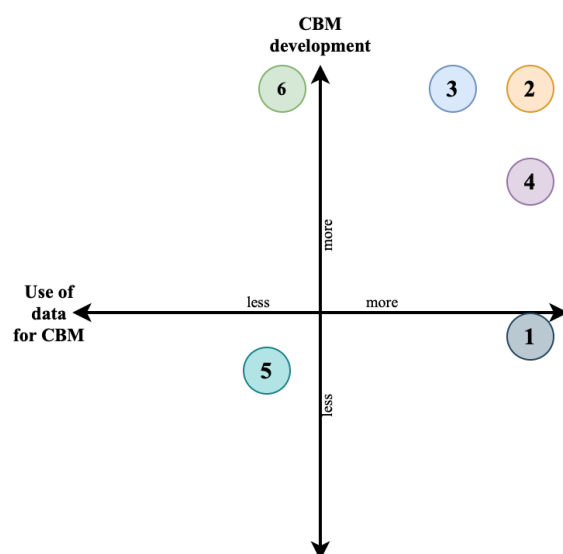 CBM
development
6
3
2
4
more
Use of
data
for CBM
less
more
1
5
less